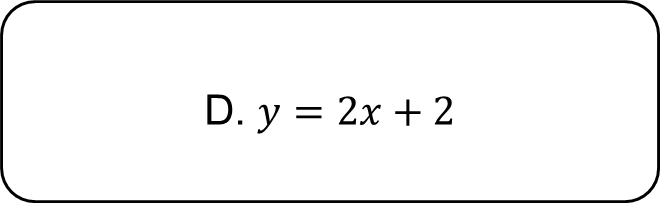 D. y = 2x + 2